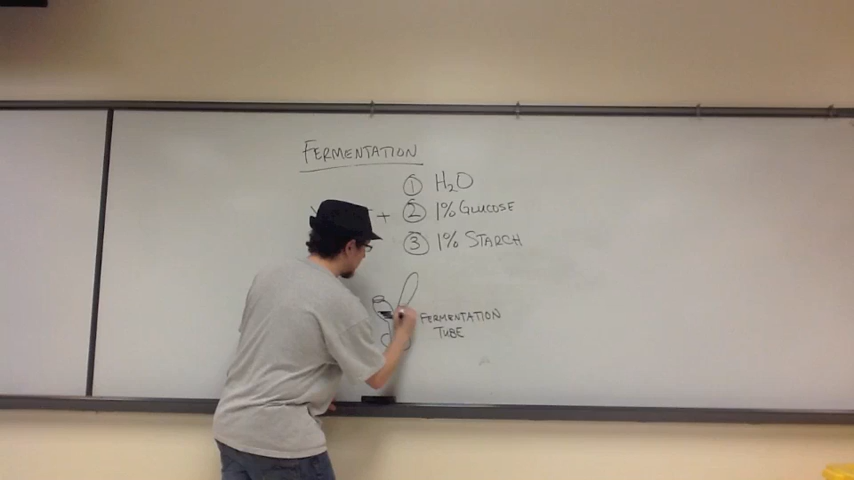 FERMENTATION
① H₂O
+ ② 1% GLUCOSE
③ 1% STARCH
FERMENTATION
TUBE